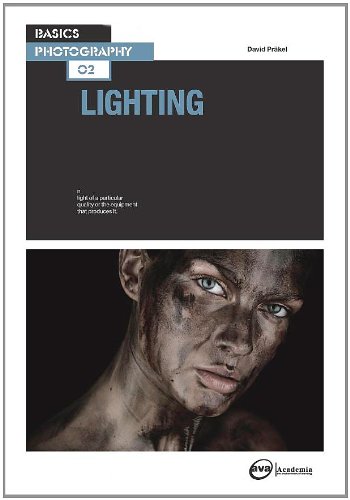 BASICS
PHOTOGRAPHY
02
David Präkel
LIGHTING
n
light of a particular
quality or the equipment
that produces it.
ava Academia